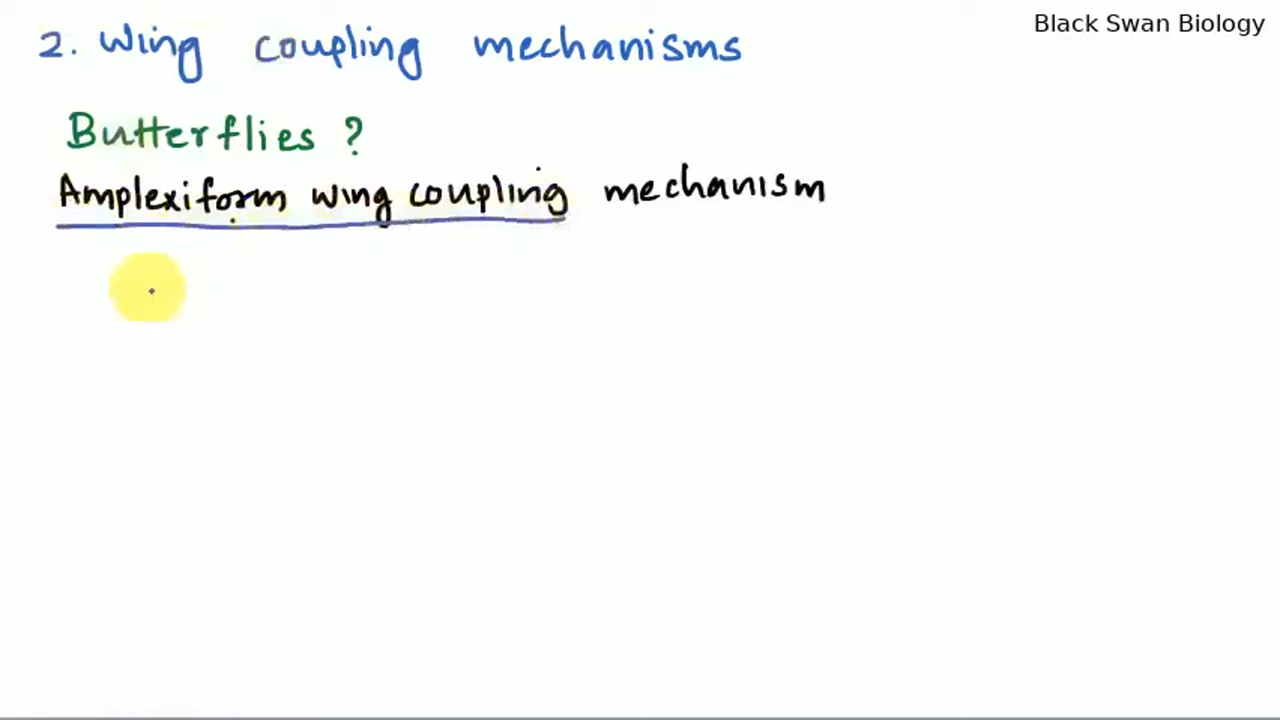 Black Swan Biology
2. Wing coupling mechanisms
Butterflies ?
Amplexiform wing coupling mechanism